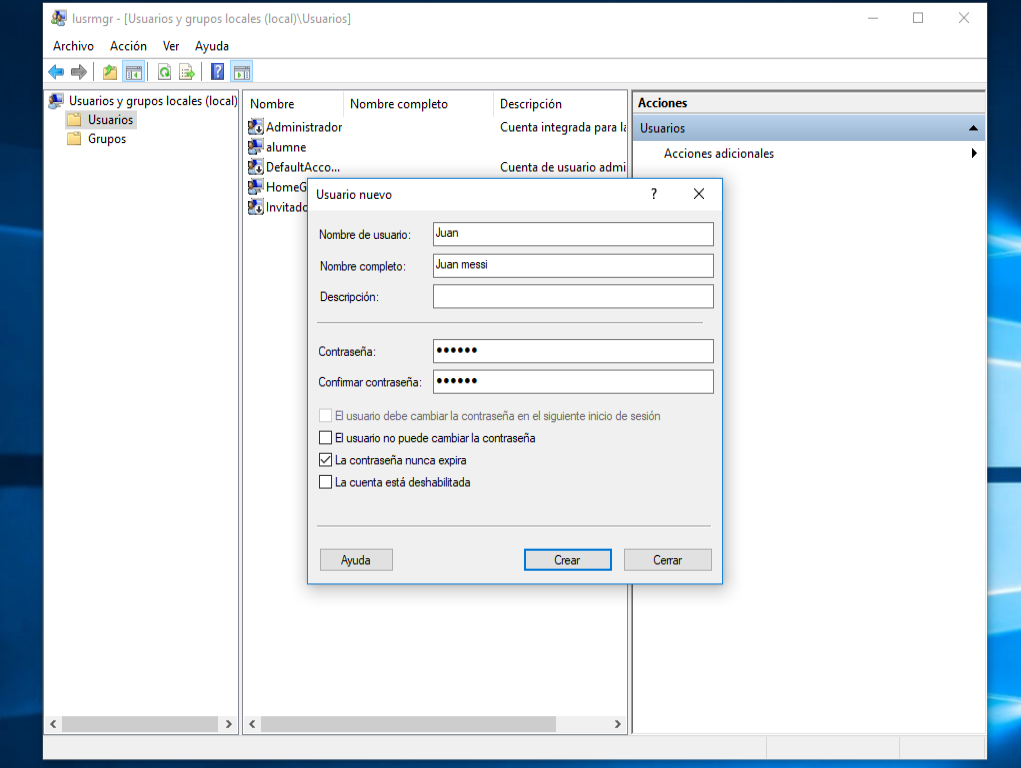 lusrmgr - [Usuarios y grupos locales (local)\Usuarios]
Archivo Acción Ver Ayuda
Usuarios y grupos locales (local)
Usuarios
Grupos
Nombre Nombre completo Descripción
Administrador Cuenta integrada para la
alumne
DefaultAcco... Cuenta de usuario admi
HomeG
Invitado
Acciones
Usuarios
Acciones adicionales
Usuario nuevo
Nombre de usuario: Juan
Nombre completo: Juan messi
Descripción:
Contraseña: ••••••
Confirmar contraseña: ••••••
El usuario debe cambiar la contraseña en el siguiente inicio de sesión
El usuario no puede cambiar la contraseña
La contraseña nunca expira
La cuenta está deshabilitada
Ayuda Crear Cerrar